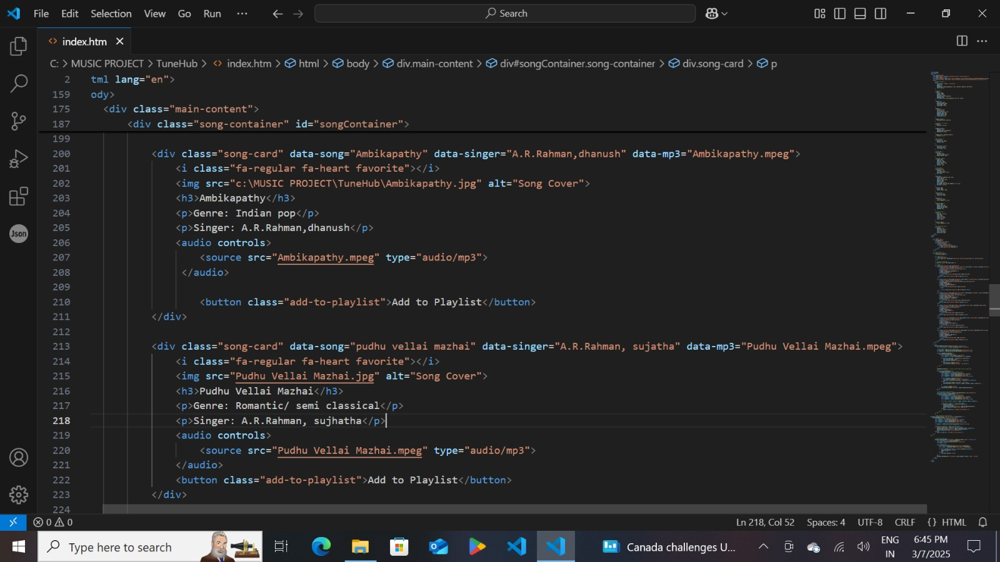 File Edit Selection View Go Run ··· Search
index.htm
C: > MUSIC PROJECT > TuneHub > index.htm > html > body > div.main-content > div#songContainer.song-container > div.song-card > p
2 tml lang="en">
159 ody>
175 <div class="main-content">
187 <div class="song-container" id="songContainer">
199
200 <div class="song-card" data-song="Ambikapathy" data-singer="A.R.Rahman,dhanush" data-mp3="Ambikapathy.mpeg">
201 <i class="fa-regular fa-heart favorite"></i>
202 <img src="c:\MUSIC PROJECT\TuneHub\Ambikapathy.jpg" alt="Song Cover">
203 <h3>Ambikapathy</h3>
204 <p>Genre: Indian pop</p>
205 <p>Singer: A.R.Rahman,dhanush</p>
206 <audio controls>
207 <source src="Ambikapathy.mpeg" type="audio/mp3">
208 </audio>
209
210 <button class="add-to-playlist">Add to Playlist</button>
211 </div>
212
213 <div class="song-card" data-song="pudhu vellai mazhai" data-singer="A.R.Rahman, sujatha" data-mp3="Pudhu Vellai Mazhai.mpeg">
214 <i class="fa-regular fa-heart favorite"></i>
215 <img src="Pudhu Vellai Mazhai.jpg" alt="Song Cover">
216 <h3>Pudhu Vellai Mazhai</h3>
217 <p>Genre: Romantic/ semi classical</p>
218 <p>Singer: A.R.Rahman, sujhatha</p>
219 <audio controls>
220 <source src="Pudhu Vellai Mazhai.mpeg" type="audio/mp3">
221 </audio>
222 <button class="add-to-playlist">Add to Playlist</button>
223 </div>
224
Json
0 0 Ln 218, Col 52 Spaces: 4 UTF-8 CRLF {} HTML
Type here to search Canada challenges U... ENG 6:45 PM
IN 3/7/2025